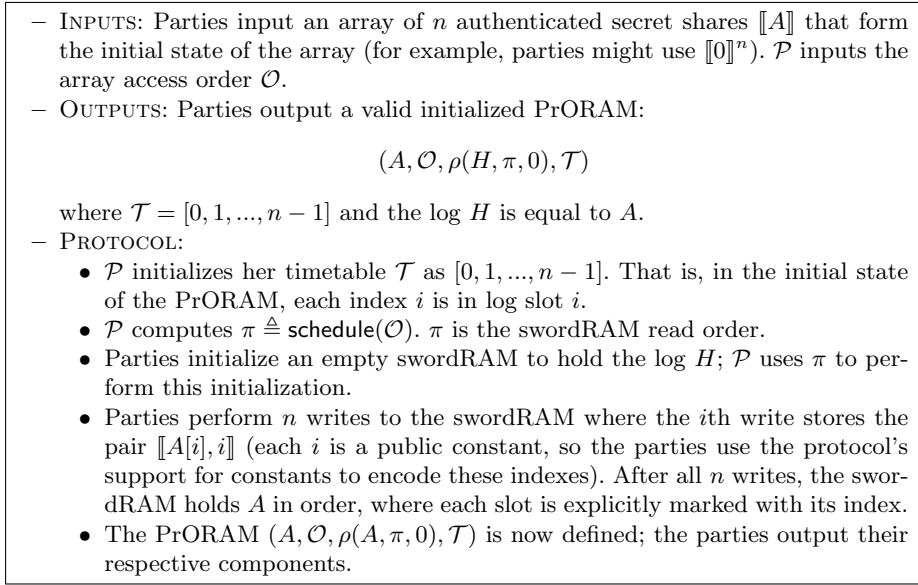 – INPUTS: Parties input an array of n authenticated secret shares ⟦A⟧ that form
the initial state of the array (for example, parties might use ⟦0⟧ⁿ). 𝒫 inputs the
array access order 𝒪.
– OUTPUTS: Parties output a valid initialized PrORAM:
(A, 𝒪, ρ(H, π, 0), 𝒯)
where 𝒯 = [0, 1, ..., n − 1] and the log H is equal to A.
– PROTOCOL:
• 𝒫 initializes her timetable 𝒯 as [0, 1, ..., n − 1]. That is, in the initial state
of the PrORAM, each index i is in log slot i.
• 𝒫 computes π ≜ schedule(𝒪). π is the swordRAM read order.
• Parties initialize an empty swordRAM to hold the log H; 𝒫 uses π to per-
form this initialization.
• Parties perform n writes to the swordRAM where the ith write stores the
pair ⟦A[i], i⟧ (each i is a public constant, so the parties use the protocol's
support for constants to encode these indexes). After all n writes, the swor-
dRAM holds A in order, where each slot is explicitly marked with its index.
• The PrORAM (A, 𝒪, ρ(A, π, 0), 𝒯) is now defined; the parties output their
respective components.